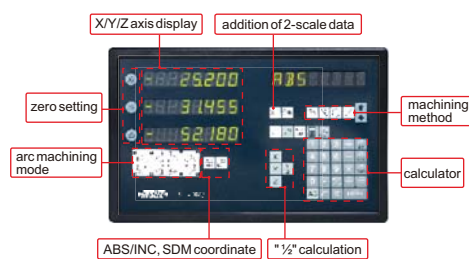 X/Y/Z axis display
addition of 2-scale data
25.200
ABS
zero setting
- 31.455
machining
method
- 52.180
arc machining
mode
calculator
ABS/INC, SDM coordinate
"½" calculation